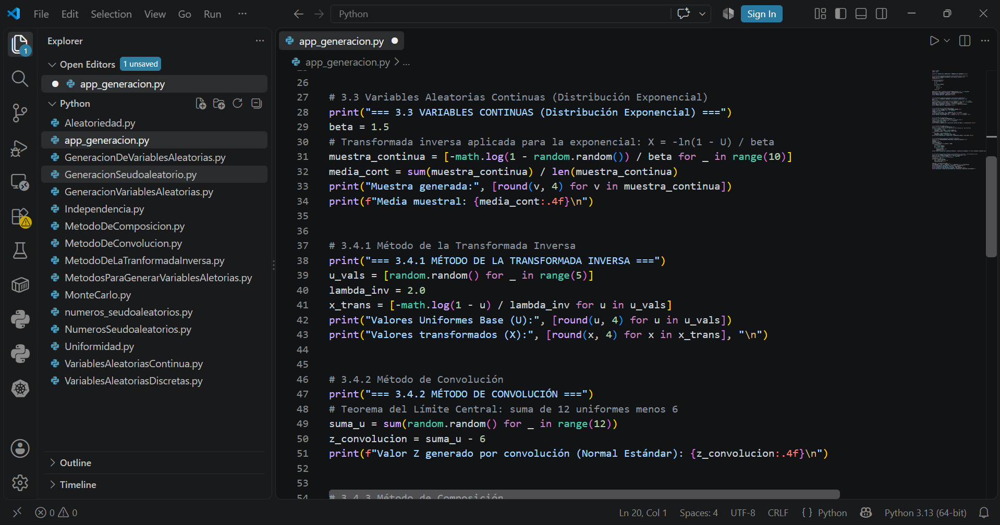 File Edit Selection View Go Run ···
Python
Sign In
Explorer
Open Editors 1 unsaved
app_generacion.py
Python
Aleatoriedad.py
app_generacion.py
GeneracionDeVariablesAleatorias.py
GeneracionSeudoaleatorio.py
GeneracionVariablesAleatorias.py
Independencia.py
MetodoDeComposicion.py
MetodoDeConvolucion.py
MetodoDeLaTranformadaInversa.py
MetodosParaGenerarVariablesAletorias.py
MonteCarlo.py
numeros_seudoaleatorios.py
NumerosSeudoaleatorios.py
Uniformidad.py
VariablesAleatoriasContinua.py
VariablesAleatoriasDiscretas.py
Outline
Timeline
1
app_generacion.py
app_generacion.py > ...
26
27 # 3.3 Variables Aleatorias Continuas (Distribución Exponencial)
28 print("=== 3.3 VARIABLES CONTINUAS (Distribución Exponencial) ===")
29 beta = 1.5
30 # Transformada inversa aplicada para la exponencial: X = -ln(1 - U) / beta
31 muestra_continua = [-math.log(1 - random.random()) / beta for _ in range(10)]
32 media_cont = sum(muestra_continua) / len(muestra_continua)
33 print("Muestra generada:", [round(v, 4) for v in muestra_continua])
34 print(f"Media muestral: {media_cont:.4f}\n")
35
36
37 # 3.4.1 Método de la Transformada Inversa
38 print("=== 3.4.1 MÉTODO DE LA TRANSFORMADA INVERSA ===")
39 u_vals = [random.random() for _ in range(5)]
40 lambda_inv = 2.0
41 x_trans = [-math.log(1 - u) / lambda_inv for u in u_vals]
42 print("Valores Uniformes Base (U):", [round(u, 4) for u in u_vals])
43 print("Valores transformados (X):", [round(x, 4) for x in x_trans], "\n")
44
45
46 # 3.4.2 Método de Convolución
47 print("=== 3.4.2 MÉTODO DE CONVOLUCIÓN ===")
48 # Teorema del Límite Central: suma de 12 uniformes menos 6
49 suma_u = sum(random.random() for _ in range(12))
50 z_convolucion = suma_u - 6
51 print(f"Valor Z generado por convolución (Normal Estándar): {z_convolucion:.4f}\n")
52
53
54 # 3.4.3 Método de Composición
0 0
Ln 20, Col 1 Spaces: 4 UTF-8 CRLF { } Python Python 3.13 (64-bit)